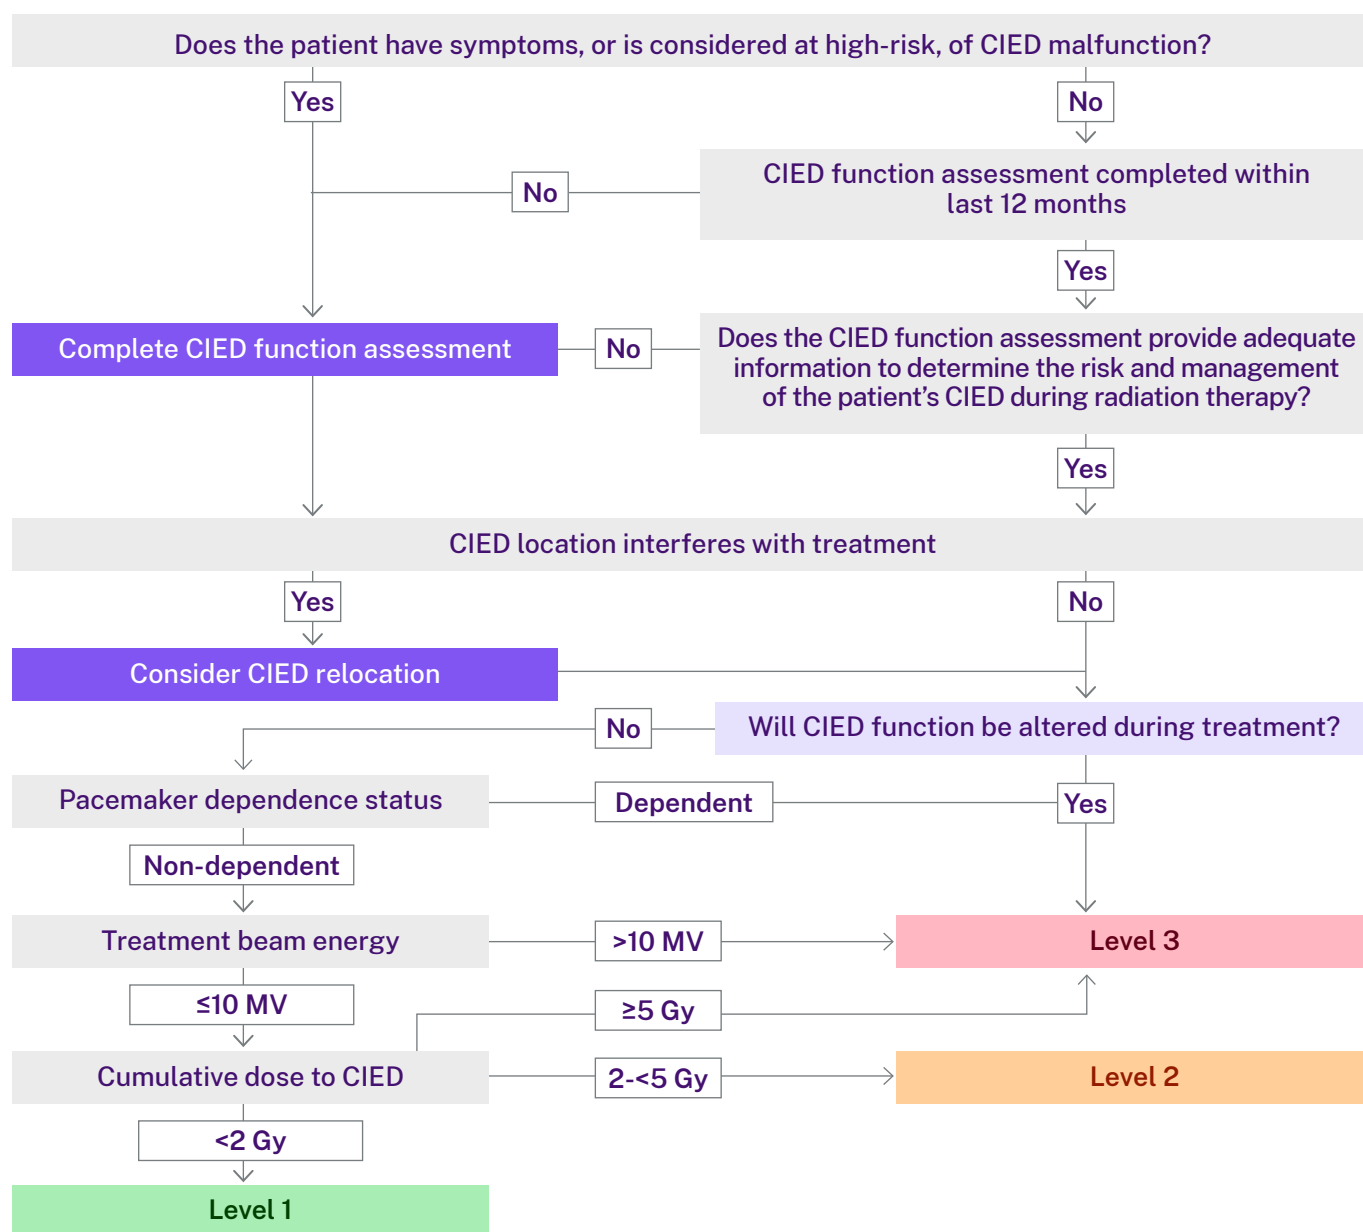 Does the patient have symptoms, or is considered at high-risk, of CIED malfunction?
Yes
No
CIED function assessment completed within
last 12 months
No
Yes
Complete CIED function assessment
No
Does the CIED function assessment provide adequate
information to determine the risk and management
of the patient’s CIED during radiation therapy?
Yes
CIED location interferes with treatment
Yes
No
Consider CIED relocation
No
Will CIED function be altered during treatment?
Pacemaker dependence status
Dependent
Yes
Non-dependent
Treatment beam energy
>10 MV
Level 3
≤10 MV
≥5 Gy
Cumulative dose to CIED
2-<5 Gy
Level 2
<2 Gy
Level 1